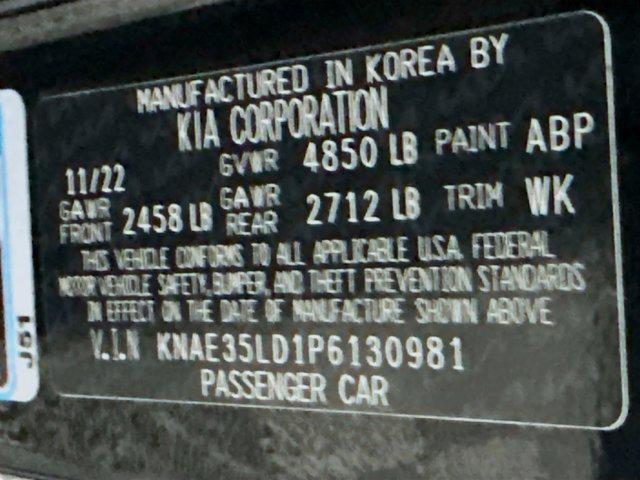 MANUFACTURED IN KOREA BY
KIA CORPORATION
11/22 GVWR 4850 LB PAINT ABP
GAWR FRONT 2458 LB GAWR REAR 2712 LB TRIM WK
THIS VEHICLE CONFORMS TO ALL APPLICABLE U.S.A. FEDERAL
MOTOR VEHICLE SAFETY, BUMPER, AND THEFT PREVENTION STANDARDS
IN EFFECT ON THE DATE OF MANUFACTURE SHOWN ABOVE
V.I.N KNAE35LD1P6130981
PASSENGER CAR
J51